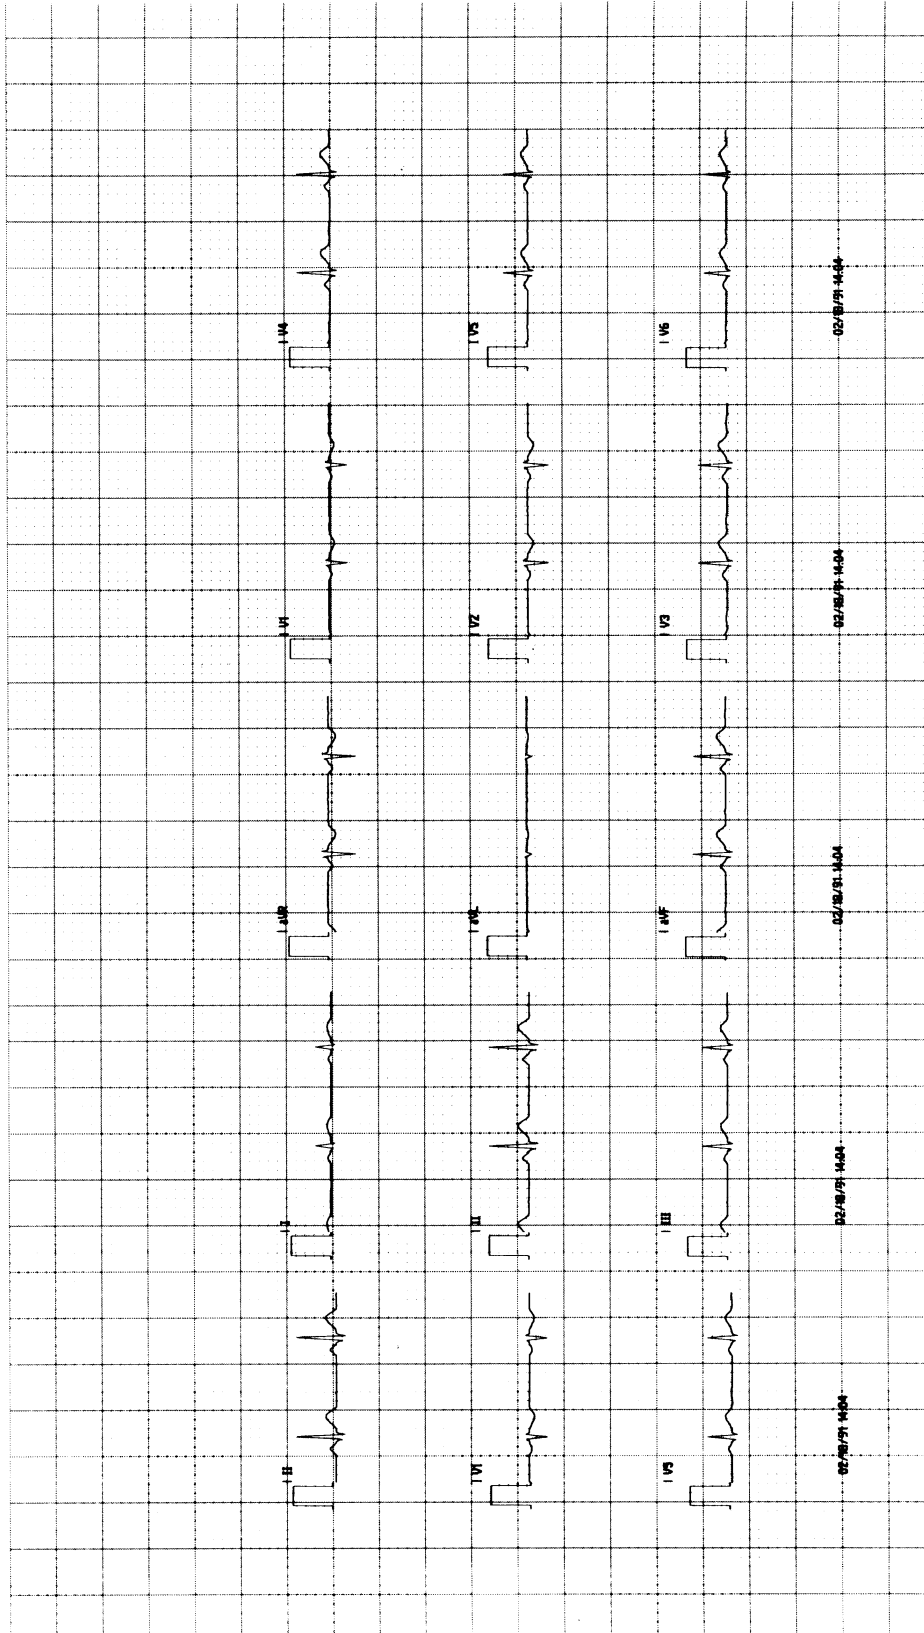 II I aVR V1 V4
V1 II aVL V2 V5
V5 III aVF V3 V6
02/18/91 14:04 02/18/91 14:04 02/18/91 14:04 02/18/91 14:04 02/18/91 14:04